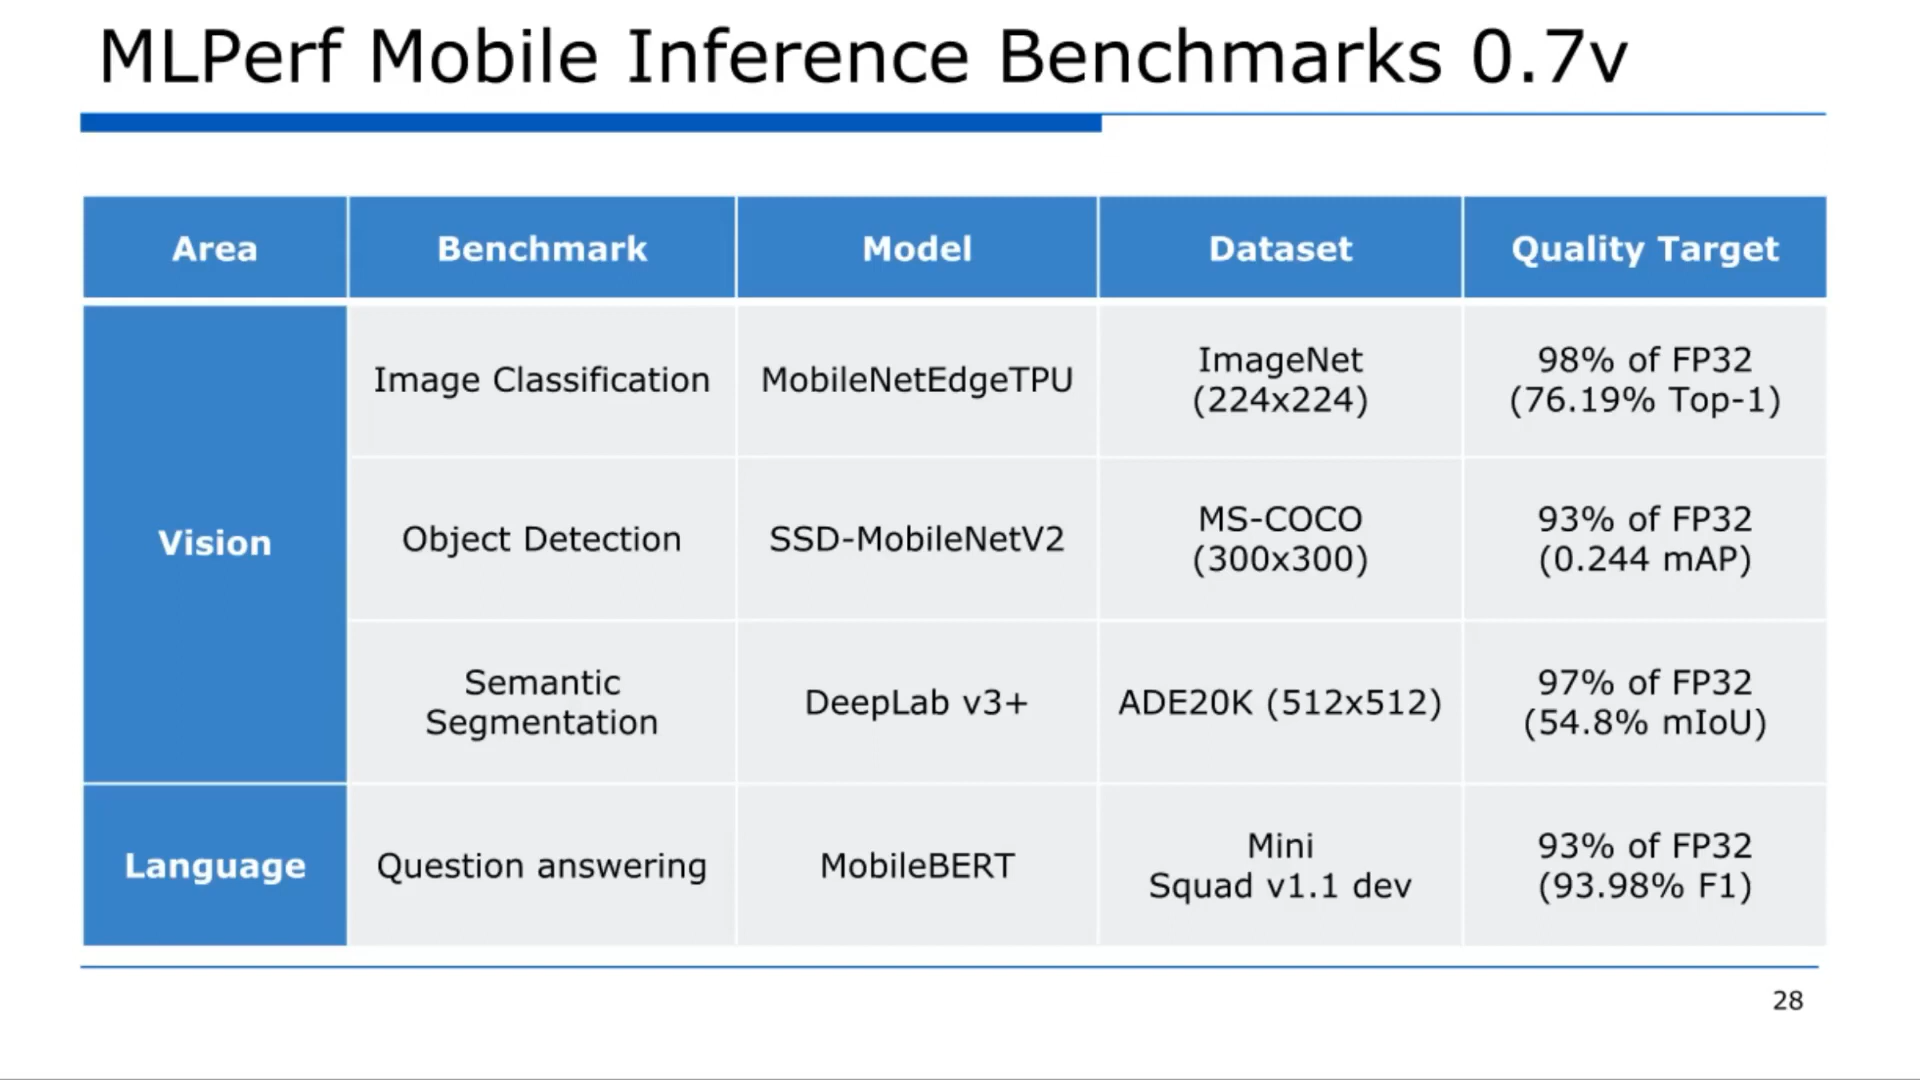 MLPerf Mobile Inference Benchmarks 0.7v
Area Benchmark Model Dataset Quality Target
Vision
Image Classification MobileNetEdgeTPU ImageNet
(224x224)
98% of FP32
(76.19% Top-1)
Object Detection SSD-MobileNetV2 MS-COCO
(300x300)
93% of FP32
(0.244 mAP)
Semantic
Segmentation
DeepLab v3+ ADE20K (512x512)
97% of FP32
(54.8% mIoU)
Language Question answering MobileBERT Mini
Squad v1.1 dev
93% of FP32
(93.98% F1)
28